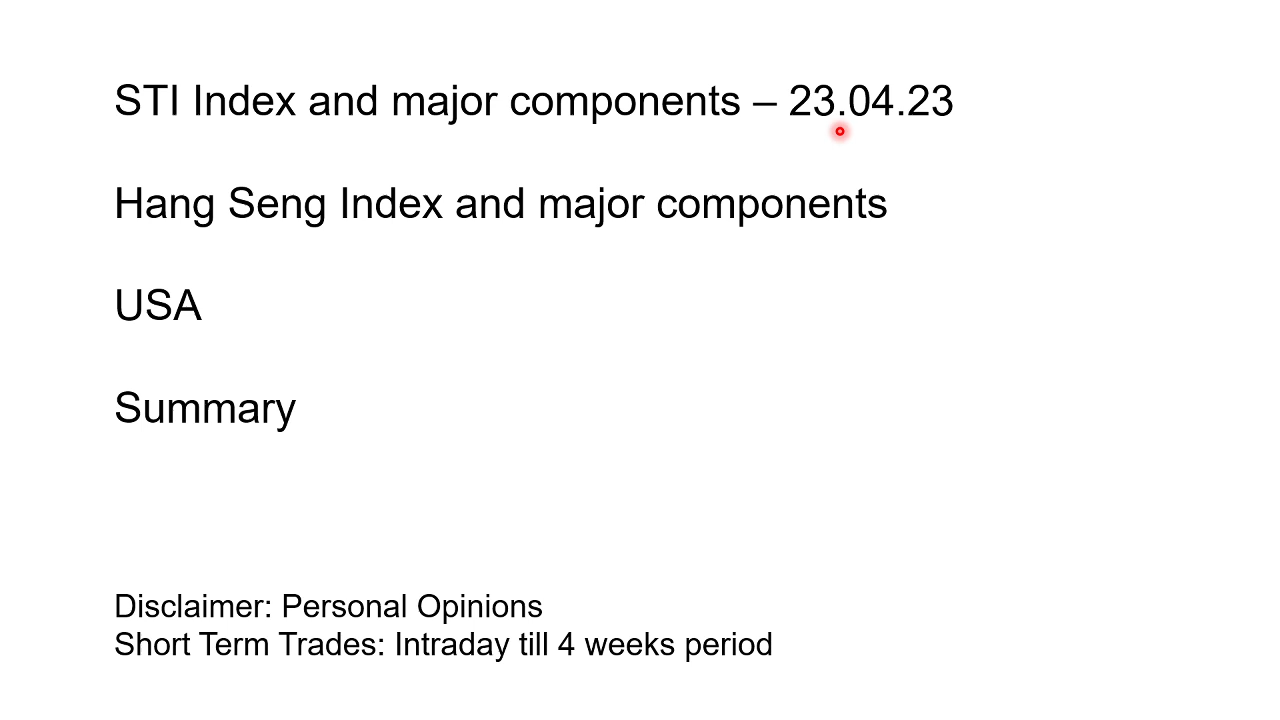 STI Index and major components – 23.04.23
Hang Seng Index and major components
USA
Summary
Disclaimer: Personal Opinions
Short Term Trades: Intraday till 4 weeks period